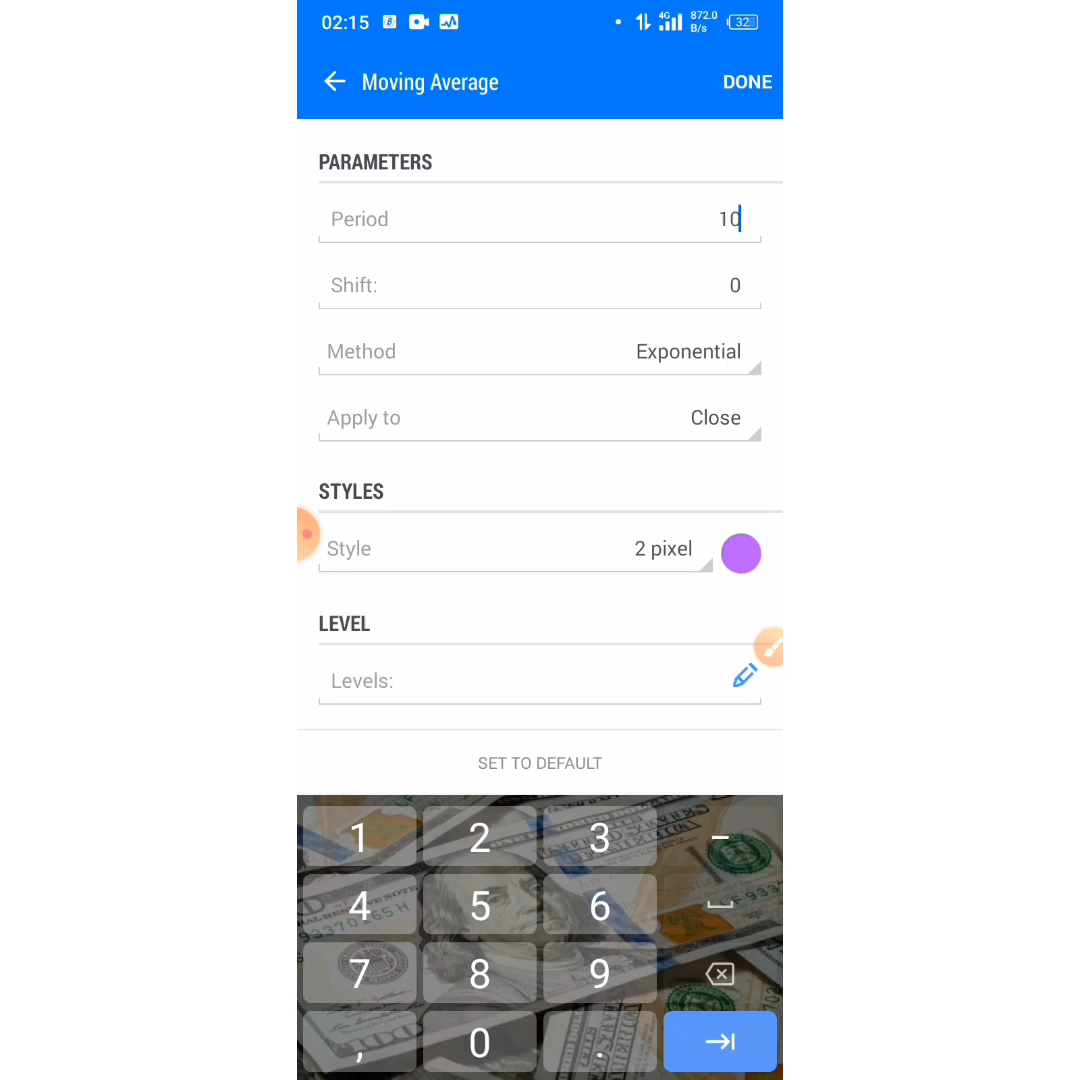 02:15 4G 872.0 B/s 32
Moving Average DONE
PARAMETERS
Period 10
Shift: 0
Method Exponential
Apply to Close
STYLES
Style 2 pixel
LEVEL
Levels:
SET TO DEFAULT
1 2 3 –
4 5 6
7 8 9
, 0 .